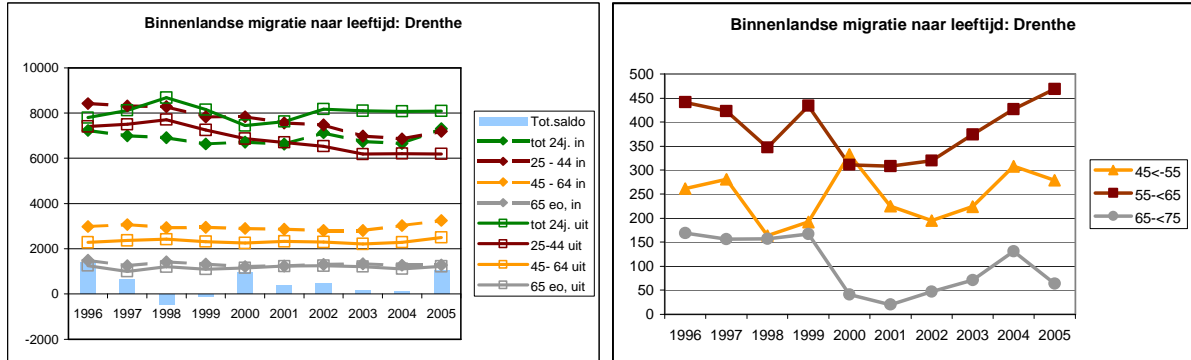 Binnenlandse migratie naar leeftijd: Drenthe
10000
8000
6000
4000
2000
0
-2000
1996 1997 1998 1999 2000 2001 2002 2003 2004 2005
Tot.saldo
tot 24j. in
25 - 44 in
45 - 64 in
65 eo, in
tot 24j. uit
25-44 uit
45- 64 uit
65 eo, uit
Binnenlandse migratie naar leeftijd: Drenthe
500
450
400
350
300
250
200
150
100
50
0
1996 1997 1998 1999 2000 2001 2002 2003 2004 2005
45<-55
55-<65
65-<75